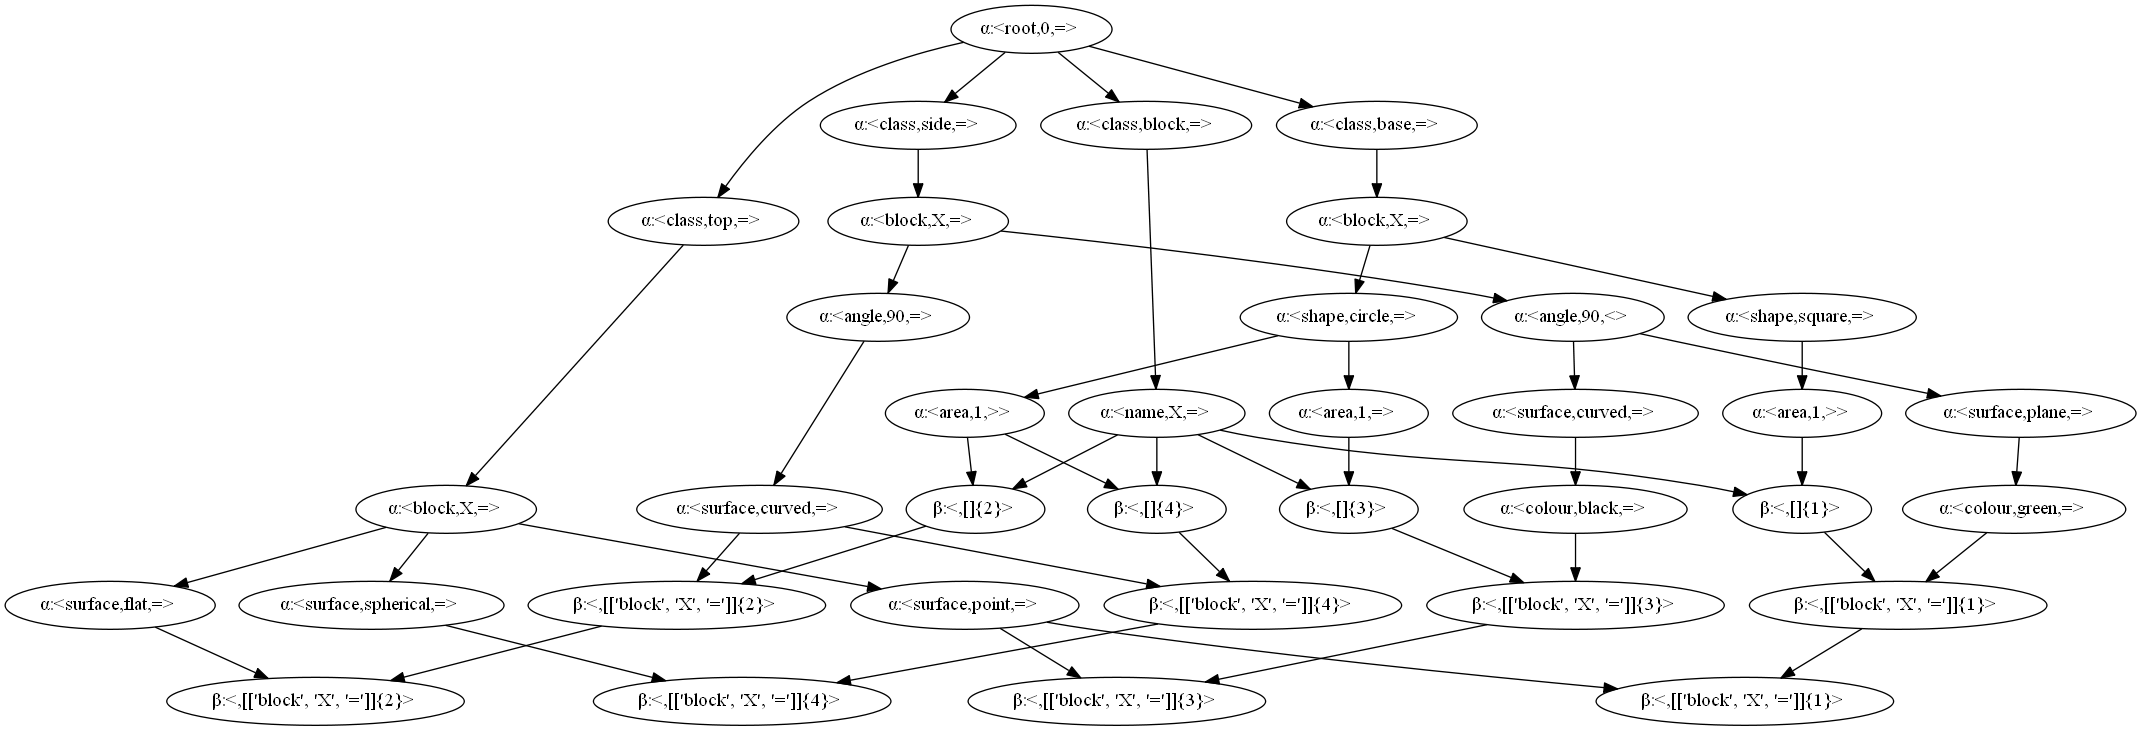 α:<root,0,=>
α:<class,side,=>
α:<class,block,=>
α:<class,base,=>
α:<class,top,=>
α:<block,X,=>
α:<block,X,=>
α:<angle,90,=>
α:<shape,circle,=>
α:<angle,90,<>
α:<shape,square,=>
α:<area,1,>>
α:<name,X,=>
α:<area,1,=>
α:<surface,curved,=>
α:<area,1,>>
α:<surface,plane,=>
α:<block,X,=>
α:<surface,curved,=>
β:<,[]{2}>
β:<,[]{4}>
β:<,[]{3}>
α:<colour,black,=>
β:<,[]{1}>
α:<colour,green,=>
α:<surface,flat,=>
α:<surface,spherical,=>
β:<,[['block', 'X', '=']]{2}>
α:<surface,point,=>
β:<,[['block', 'X', '=']]{4}>
β:<,[['block', 'X', '=']]{3}>
β:<,[['block', 'X', '=']]{1}>
β:<,[['block', 'X', '=']]{2}>
β:<,[['block', 'X', '=']]{4}>
β:<,[['block', 'X', '=']]{3}>
β:<,[['block', 'X', '=']]{1}>